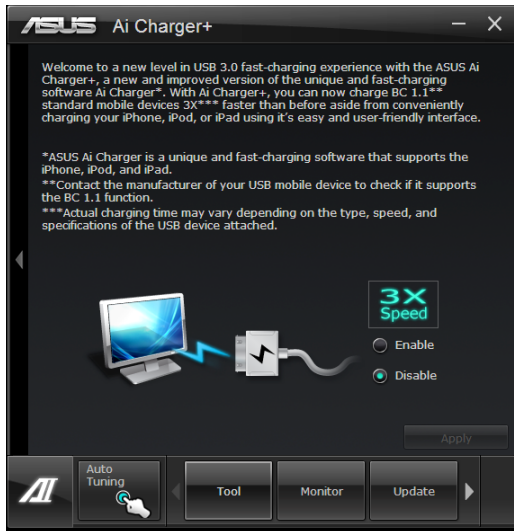 ASUS Ai Charger+
Welcome to a new level in USB 3.0 fast-charging experience with the ASUS Ai
Charger+, a new and improved version of the unique and fast-charging
software Ai Charger*. With Ai Charger+, you can now charge BC 1.1**
standard mobile devices 3X*** faster than before aside from conveniently
charging your iPhone, iPod, or iPad using it's easy and user-friendly interface.
*ASUS Ai Charger is a unique and fast-charging software that supports the
iPhone, iPod, and iPad.
**Contact the manufacturer of your USB mobile device to check if it supports
the BC 1.1 function.
***Actual charging time may vary depending on the type, speed, and
specifications of the USB device attached.
3X
Speed
Enable
Disable
Apply
AI
Auto
Tuning
Tool
Monitor
Update